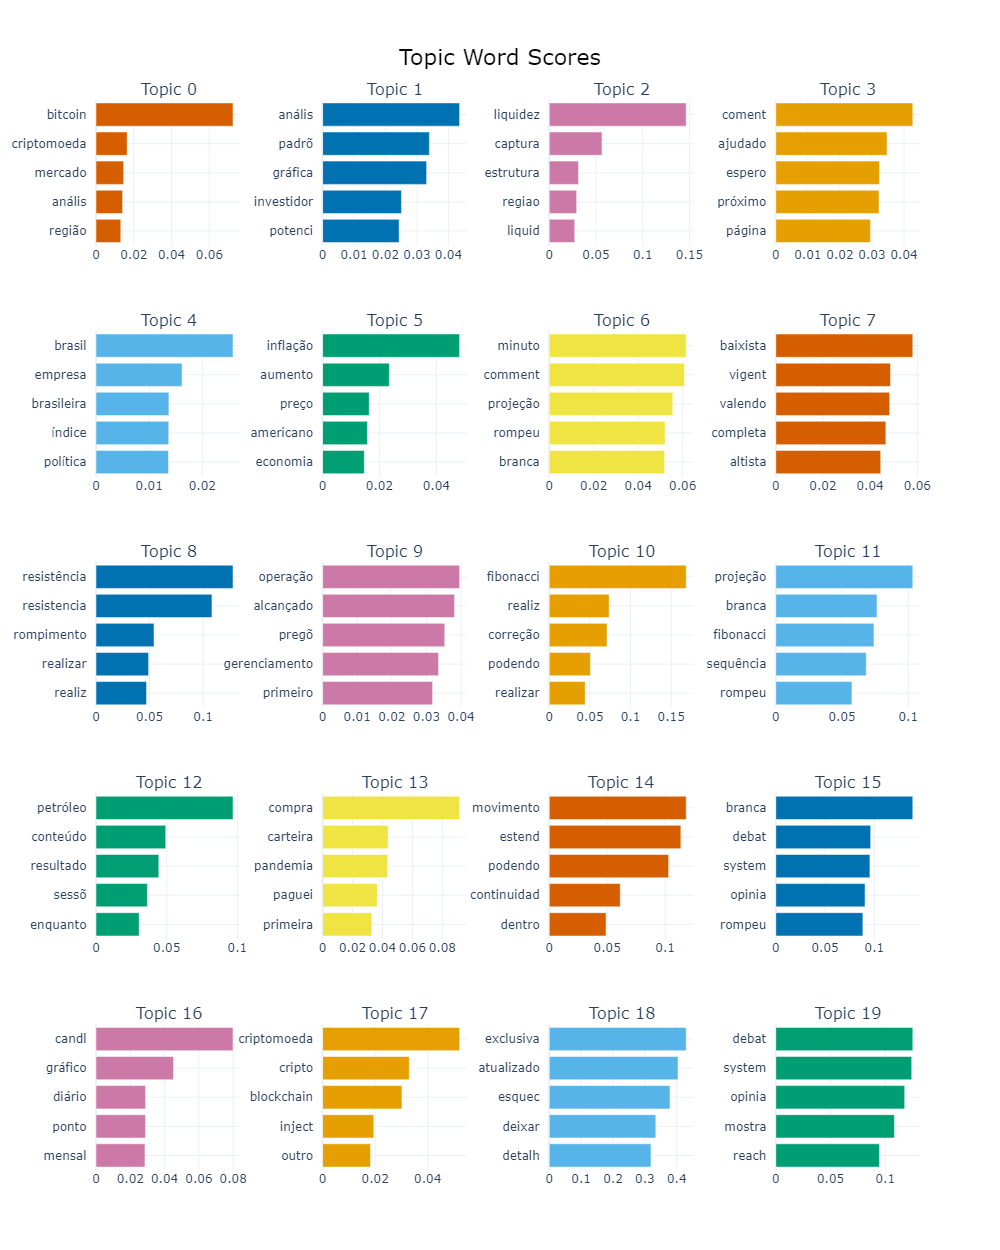 Topic Word Scores
Topic 0
bitcoin
criptomoeda
mercado
anális
região
0 0.02 0.04 0.06
Topic 1
anális
padrõ
gráfica
investidor
potenci
0 0.01 0.02 0.03 0.04
Topic 2
liquidez
captura
estrutura
regiao
liquid
0 0.05 0.1 0.15
Topic 3
coment
ajudado
espero
próximo
página
0 0.01 0.02 0.03 0.04
Topic 4
brasil
empresa
brasileira
índice
política
0 0.01 0.02
Topic 5
inflação
aumento
preço
americano
economia
0 0.02 0.04
Topic 6
minuto
comment
projeção
rompeu
branca
0 0.02 0.04 0.06
Topic 7
baixista
vigent
valendo
completa
altista
0 0.02 0.04 0.06
Topic 8
resistência
resistencia
rompimento
realizar
realiz
0 0.05 0.1
Topic 9
operação
alcançado
pregõ
gerenciamento
primeiro
0 0.01 0.02 0.03 0.04
Topic 10
fibonacci
realiz
correção
podendo
realizar
0 0.05 0.1 0.15
Topic 11
projeção
branca
fibonacci
sequência
rompeu
0 0.05 0.1
Topic 12
petróleo
conteúdo
resultado
sessõ
enquanto
0 0.05 0.1
Topic 13
compra
carteira
pandemia
paguei
primeira
0 0.02 0.04 0.06 0.08
Topic 14
movimento
estend
podendo
continuidad
dentro
0 0.05 0.1
Topic 15
branca
debat
system
opinia
rompeu
0 0.05 0.1
Topic 16
candl
gráfico
diário
ponto
mensal
0 0.02 0.04 0.06 0.08
Topic 17
criptomoeda
cripto
blockchain
inject
outro
0 0.02 0.04
Topic 18
exclusiva
atualizado
esquec
deixar
detalh
0 0.1 0.2 0.3 0.4
Topic 19
debat
system
opinia
mostra
reach
0 0.05 0.1